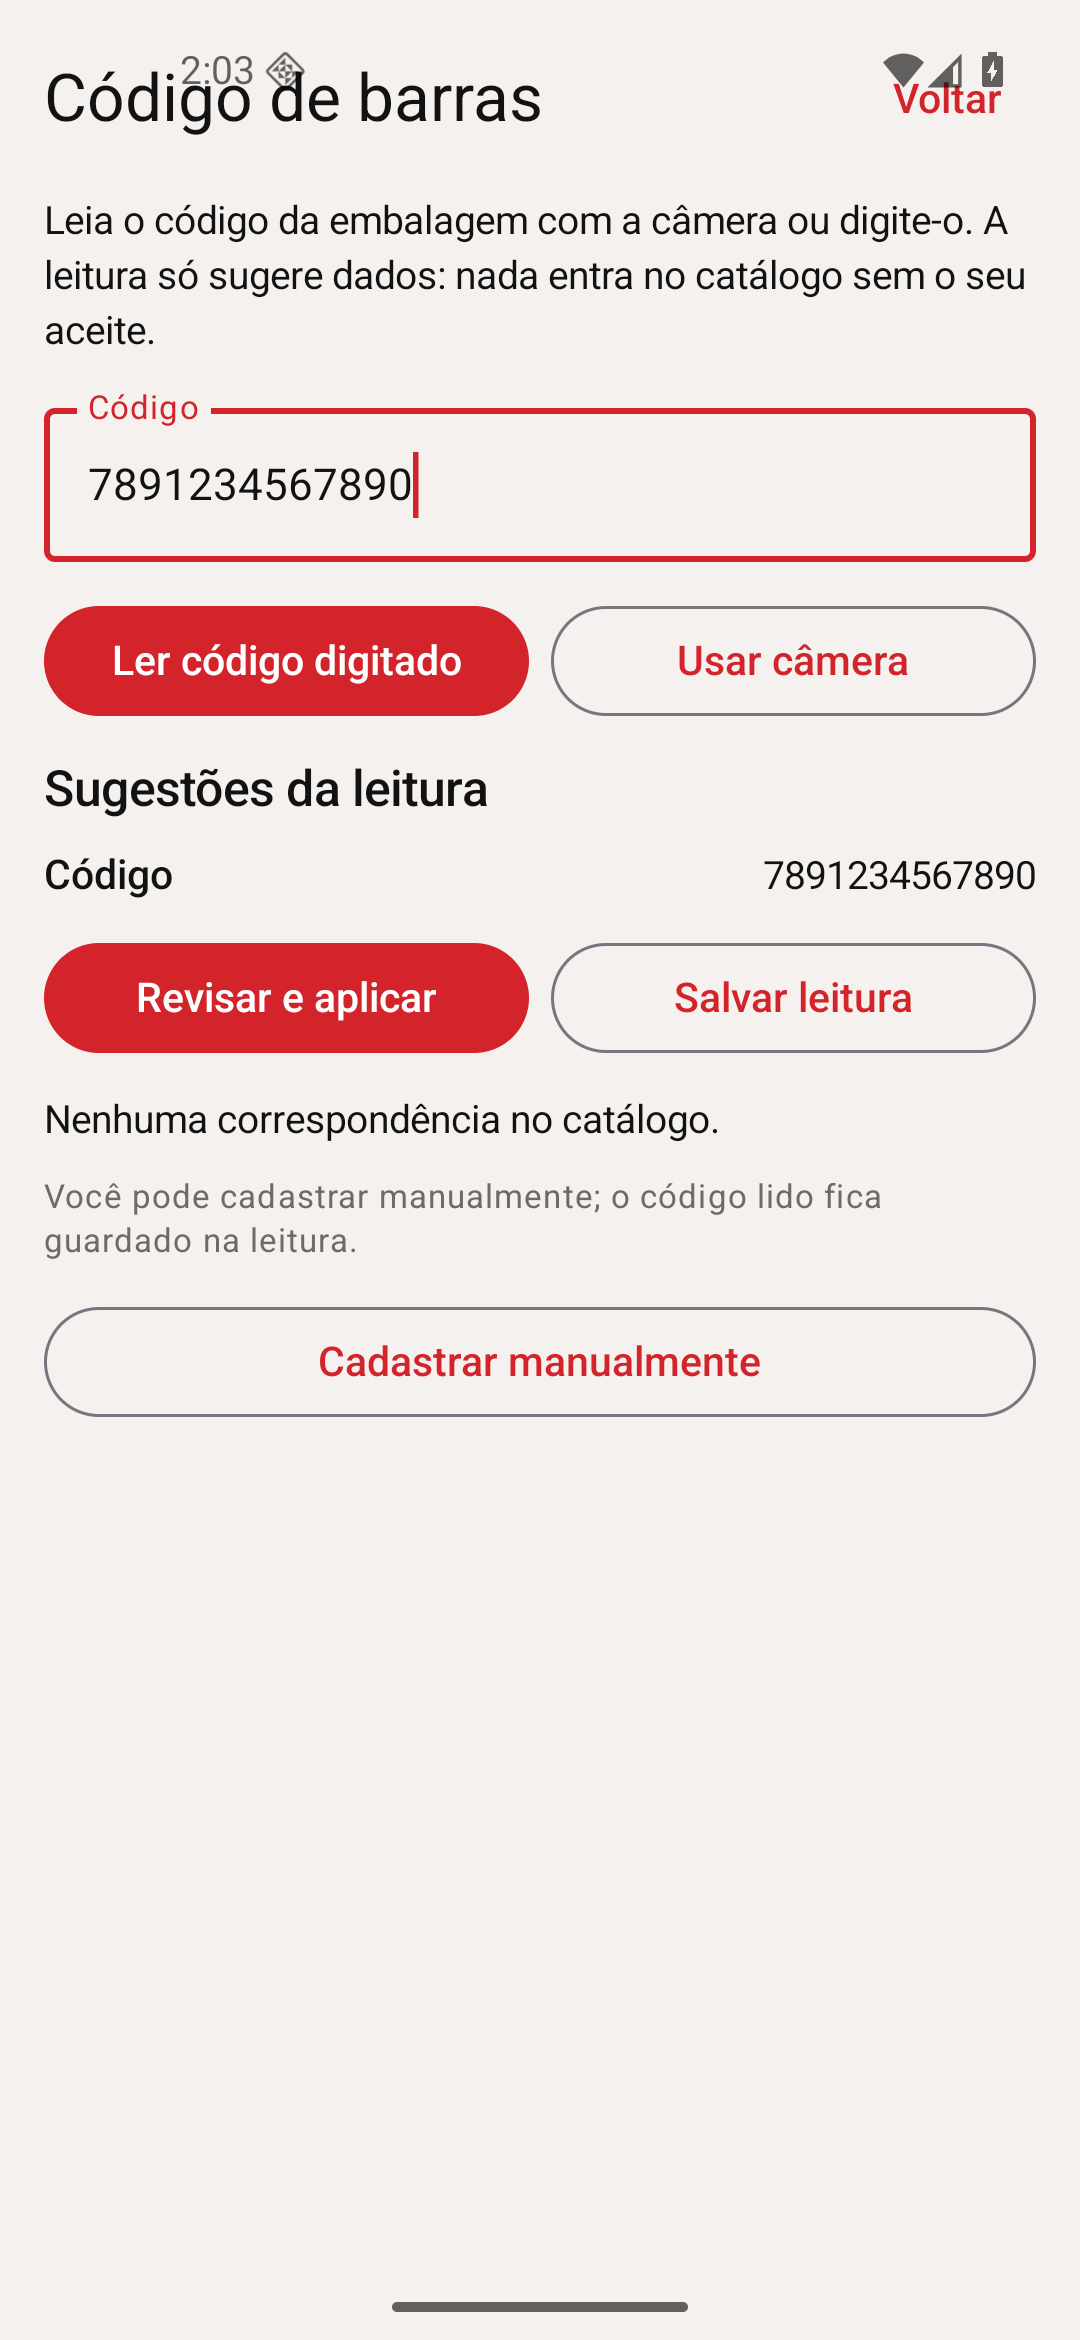 2:03
Código de barras
Voltar
Leia o código da embalagem com a câmera ou digite-o. A
leitura só sugere dados: nada entra no catálogo sem o seu
aceite.
Código
7891234567890
Ler código digitado
Usar câmera
Sugestões da leitura
Código
7891234567890
Revisar e aplicar
Salvar leitura
Nenhuma correspondência no catálogo.
Você pode cadastrar manualmente; o código lido fica
guardado na leitura.
Cadastrar manualmente